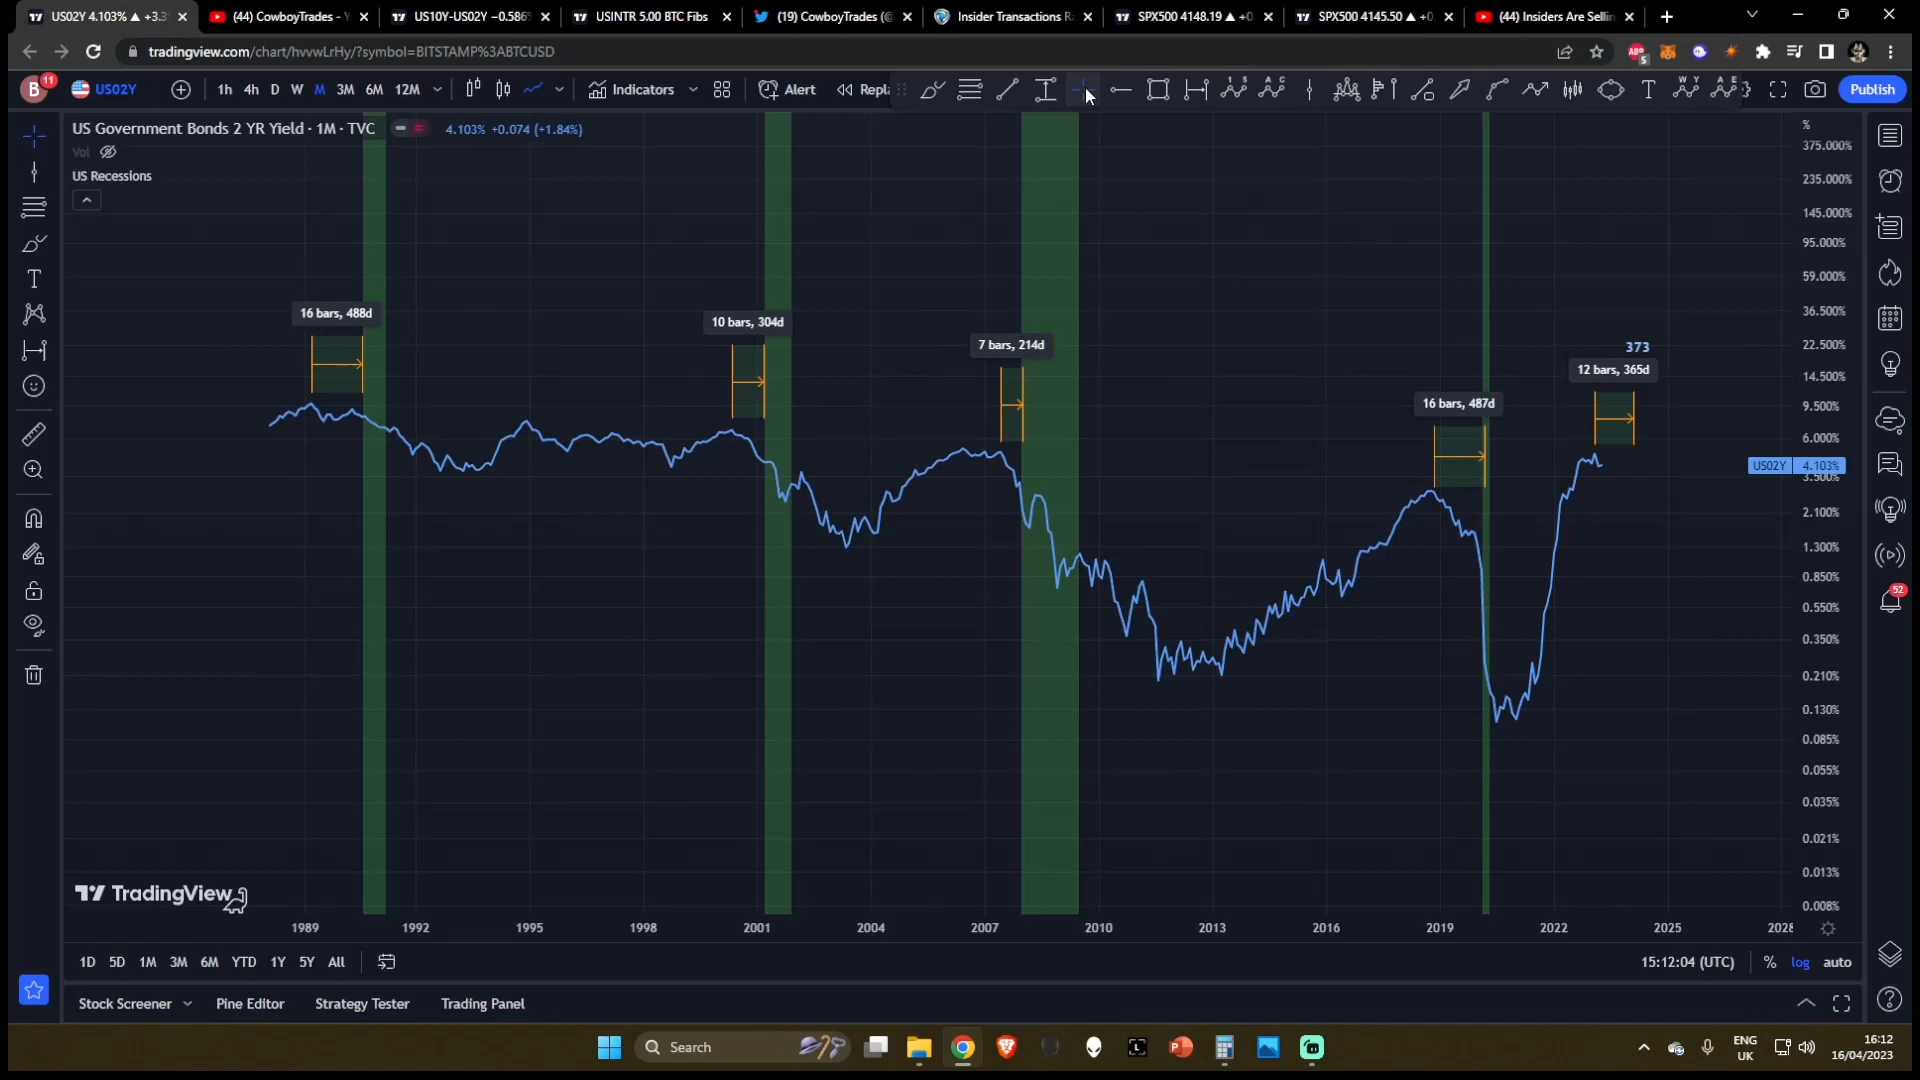 US02Y 4.103% ▲ +3.3
(44) CowboyTrades - Y
US10Y-US02Y −0.586
USINTR 5.00 BTC Fibs
(19) CowboyTrades (@
Insider Transactions R
SPX500 4148.19 ▲ +0
SPX500 4145.50 ▲ +0.
(44) Insiders Are Sellin
tradingview.com/chart/hvvwLrHy/?symbol=BITSTAMP%3ABTCUSD
ABP
5
B
11
US02Y
1h 4h D W M 3M 6M 12M
Indicators
Alert
Repla
Publish
US Government Bonds 2 YR Yield · 1M · TVC
4.103% +0.074 (+1.84%)
Vol
US Recessions
%
375.000%
235.000%
145.000%
95.000%
59.000%
36.500%
22.500%
14.500%
9.500%
6.000%
US02Y 4.103%
3.500%
2.100%
1.300%
0.850%
0.550%
0.350%
0.210%
0.130%
0.085%
0.055%
0.035%
0.021%
0.013%
0.008%
16 bars, 488d
10 bars, 304d
7 bars, 214d
16 bars, 487d
373
12 bars, 365d
52
TradingView
1989 1992 1995 1998 2001 2004 2007 2010 2013 2016 2019 2022 2025 2028
1D 5D 1M 3M 6M YTD 1Y 5Y All
15:12:04 (UTC) % log auto
Stock Screener Pine Editor Strategy Tester Trading Panel
Search
ENG
UK
16:12
16/04/2023